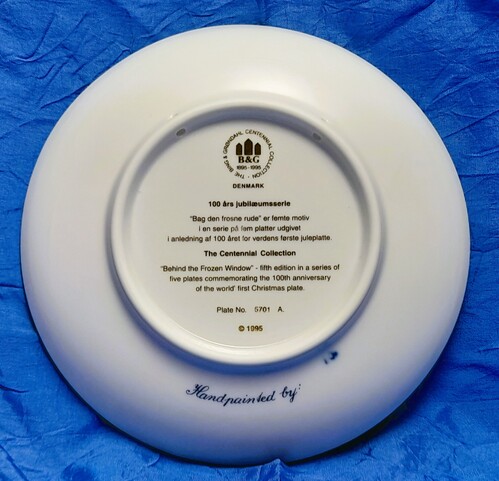 THE BING & GRØNDAHL CENTENNIAL COLLECTION
B&G
1895 - 1995
DENMARK
100 års jubilæumsserie
"Bag den frosne rude" er femte motiv
i en serie på fem platter udgivet
i anledning af 100 året for verdens første juleplatte.
The Centennial Collection
"Behind the Frozen Window" - fifth edition in a series of
five plates commemorating the 100th anniversary
of the world' first Christmas plate.
Plate No. 5701 A.
© 1995
Handpainted by: